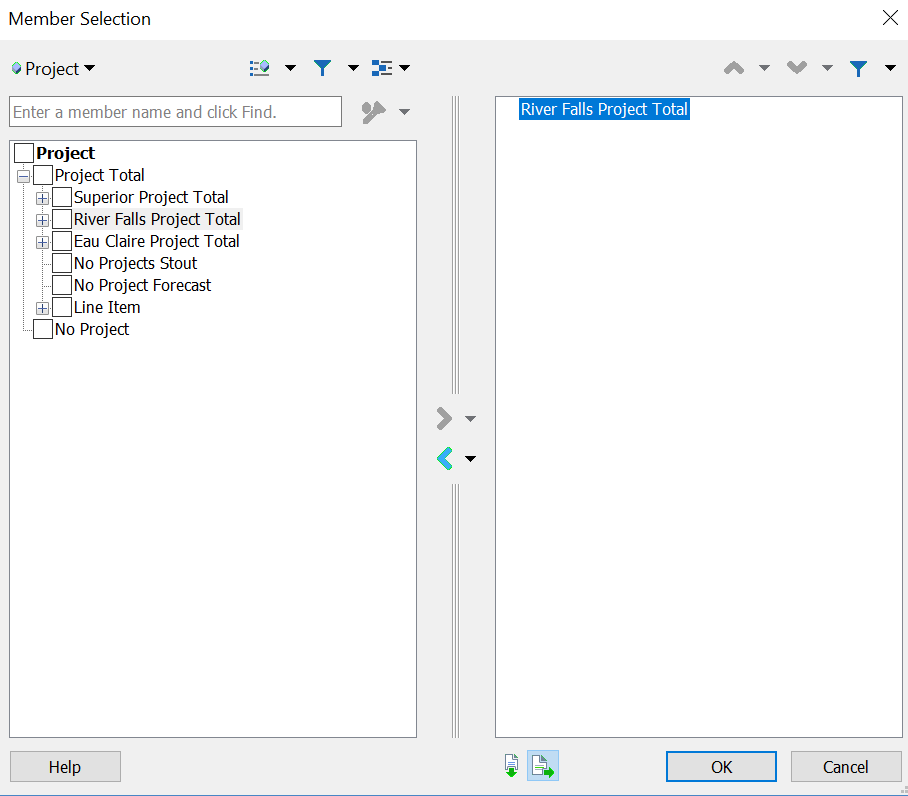 Member Selection
Project
Enter a member name and click Find.
Project
Project Total
Superior Project Total
River Falls Project Total
Eau Claire Project Total
No Projects Stout
No Project Forecast
Line Item
No Project
River Falls Project Total
Help
OK
Cancel